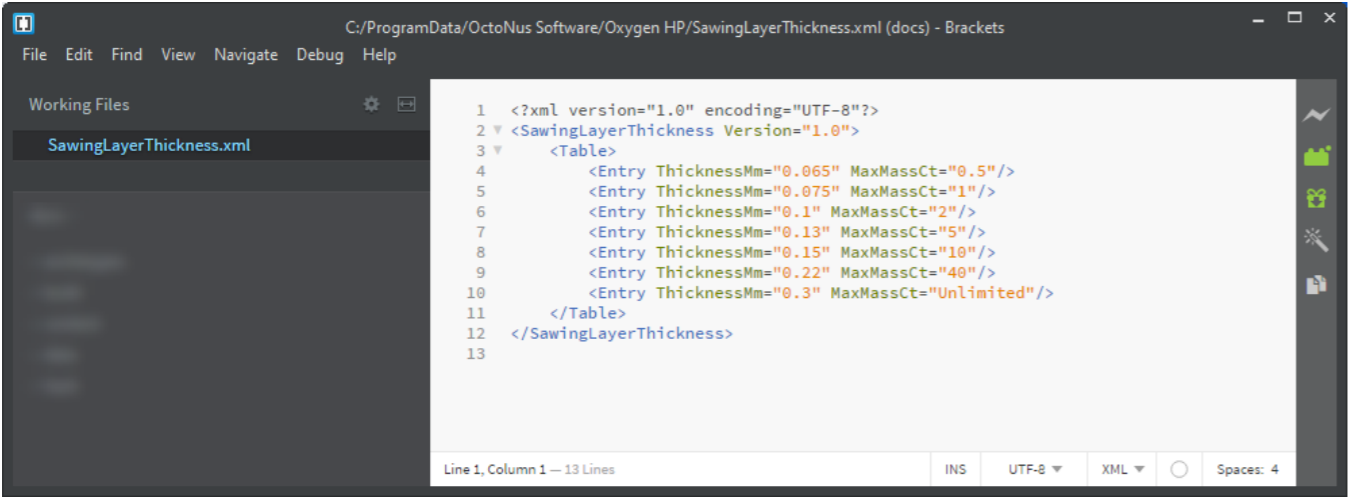 C:/ProgramData/OctoNus Software/Oxygen HP/SawingLayerThickness.xml (docs) - Brackets
File Edit Find View Navigate Debug Help
Working Files
SawingLayerThickness.xml
1 <?xml version="1.0" encoding="UTF-8"?>
2 <SawingLayerThickness Version="1.0">
3 <Table>
4 <Entry ThicknessMm="0.065" MaxMassCt="0.5"/>
5 <Entry ThicknessMm="0.075" MaxMassCt="1"/>
6 <Entry ThicknessMm="0.1" MaxMassCt="2"/>
7 <Entry ThicknessMm="0.13" MaxMassCt="5"/>
8 <Entry ThicknessMm="0.15" MaxMassCt="10"/>
9 <Entry ThicknessMm="0.22" MaxMassCt="40"/>
10 <Entry ThicknessMm="0.3" MaxMassCt="Unlimited"/>
11 </Table>
12 </SawingLayerThickness>
13
Line 1, Column 1 — 13 Lines INS UTF-8 XML Spaces: 4